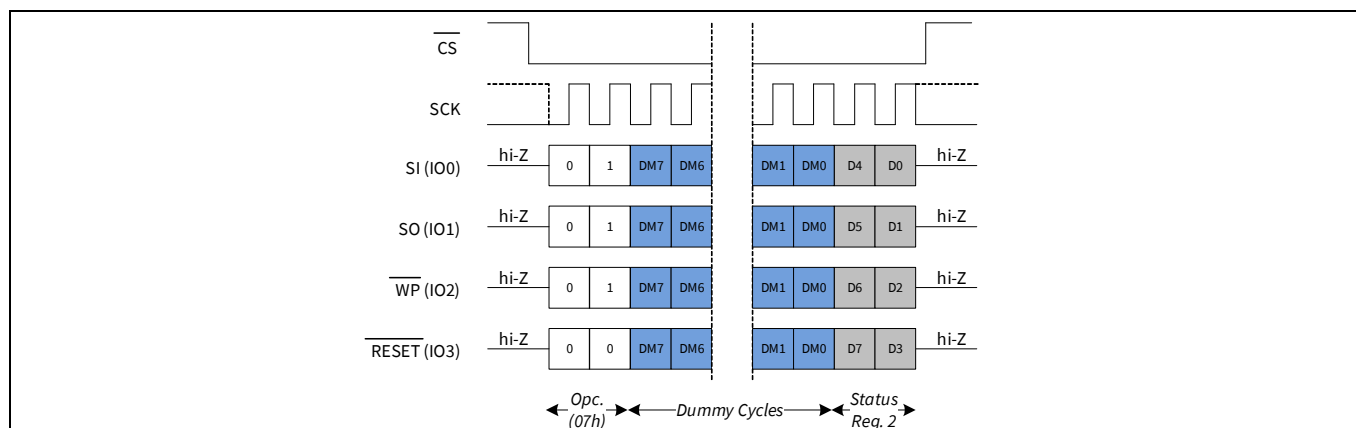 CS
SCK
SI (IO0) hi-Z 0 1 DM7 DM6 DM1 DM0 D4 D0 hi-Z
SO (IO1) hi-Z 0 1 DM7 DM6 DM1 DM0 D5 D1 hi-Z
WP (IO2) hi-Z 0 1 DM7 DM6 DM1 DM0 D6 D2 hi-Z
RESET (IO3) hi-Z 0 0 DM7 DM6 DM1 DM0 D7 D3 hi-Z
Opc. (07h) Dummy Cycles Status Reg. 2